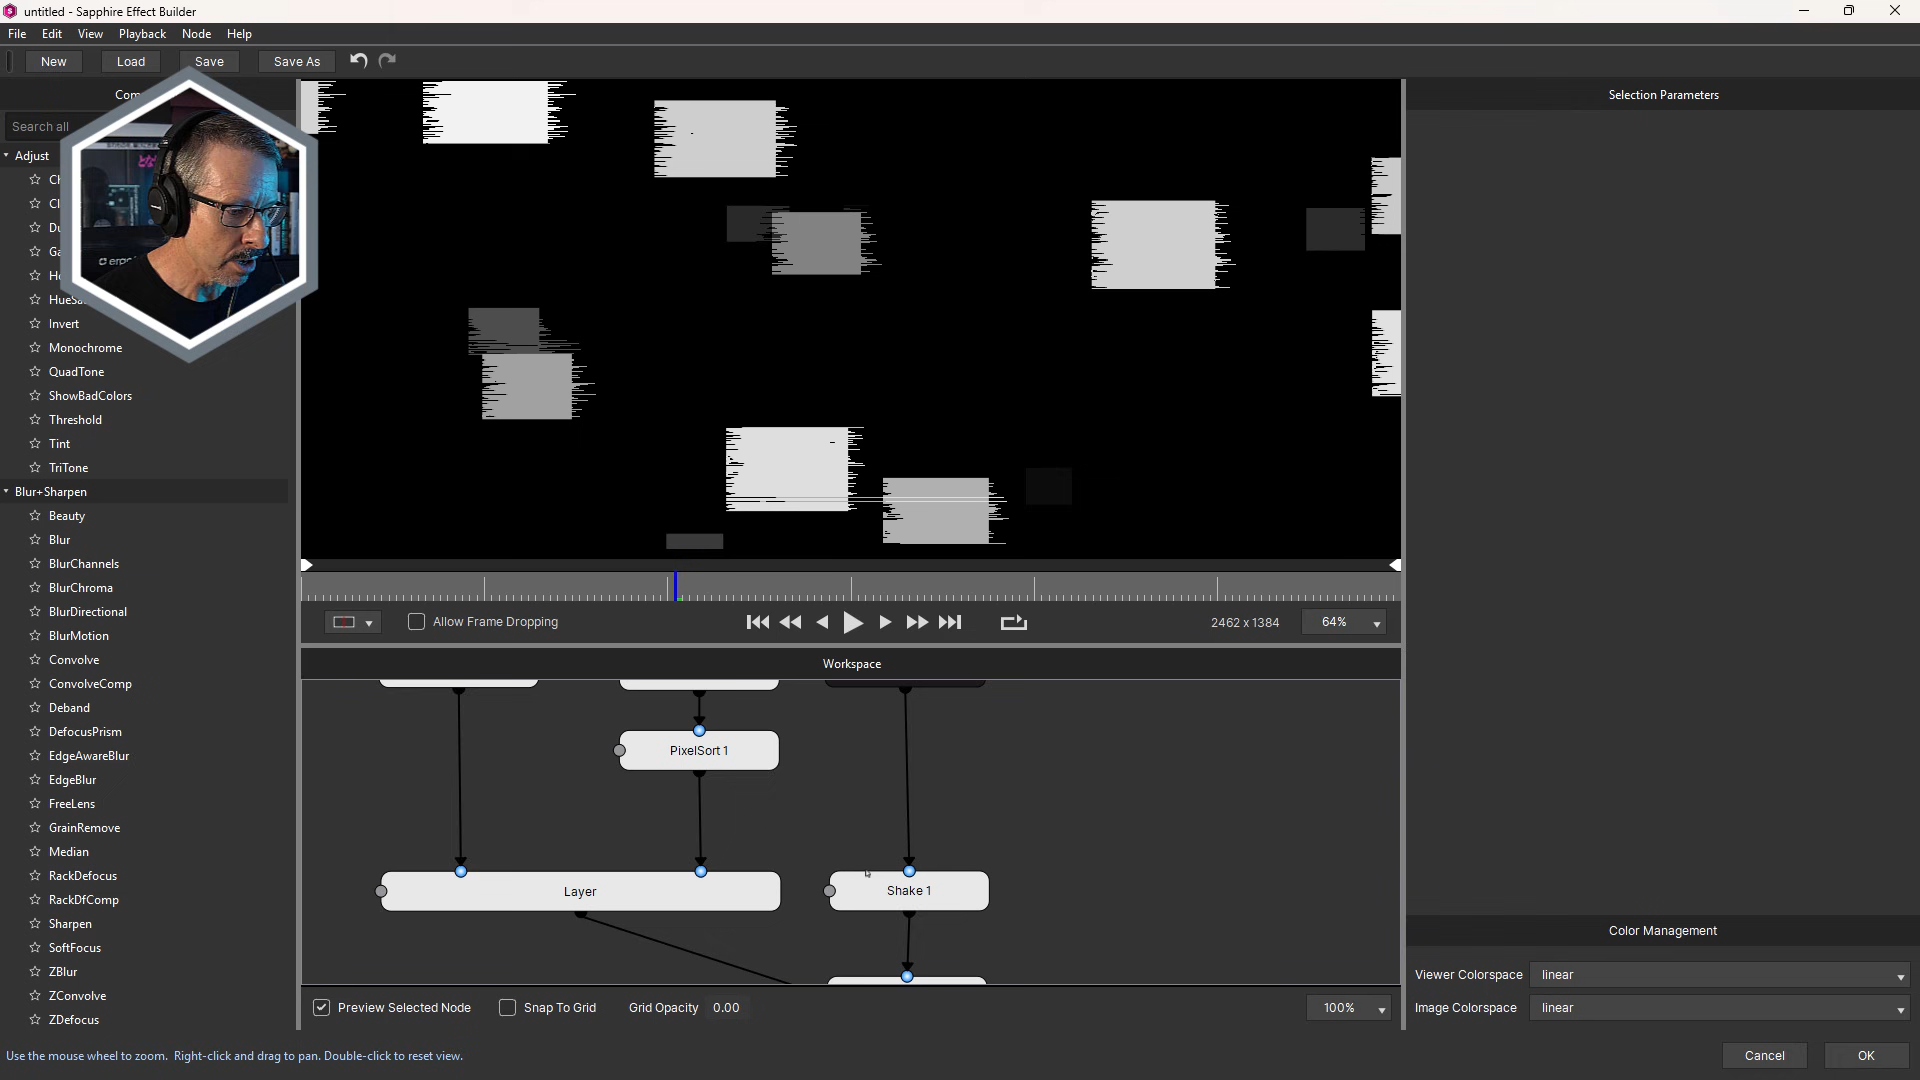 untitled - Sapphire Effect Builder
File Edit View Playback Node Help
New Load Save Save As
Selection Parameters
Search all
Adjust
Invert
Monochrome
QuadTone
ShowBadColors
Threshold
Tint
TriTone
Blur+Sharpen
Beauty
Blur
BlurChannels
BlurChroma
BlurDirectional
BlurMotion
Convolve
ConvolveComp
Deband
DefocusPrism
EdgeAwareBlur
EdgeBlur
FreeLens
GrainRemove
Median
RackDefocus
RackDfComp
Sharpen
SoftFocus
ZBlur
ZConvolve
ZDefocus
Allow Frame Dropping
2462 x 1384
64%
Workspace
PixelSort 1
Layer
Shake 1
Preview Selected Node
Snap To Grid
Grid Opacity 0.00
100%
Color Management
Viewer Colorspace linear
Image Colorspace linear
Use the mouse wheel to zoom. Right-click and drag to pan. Double-click to reset view.
Cancel
OK